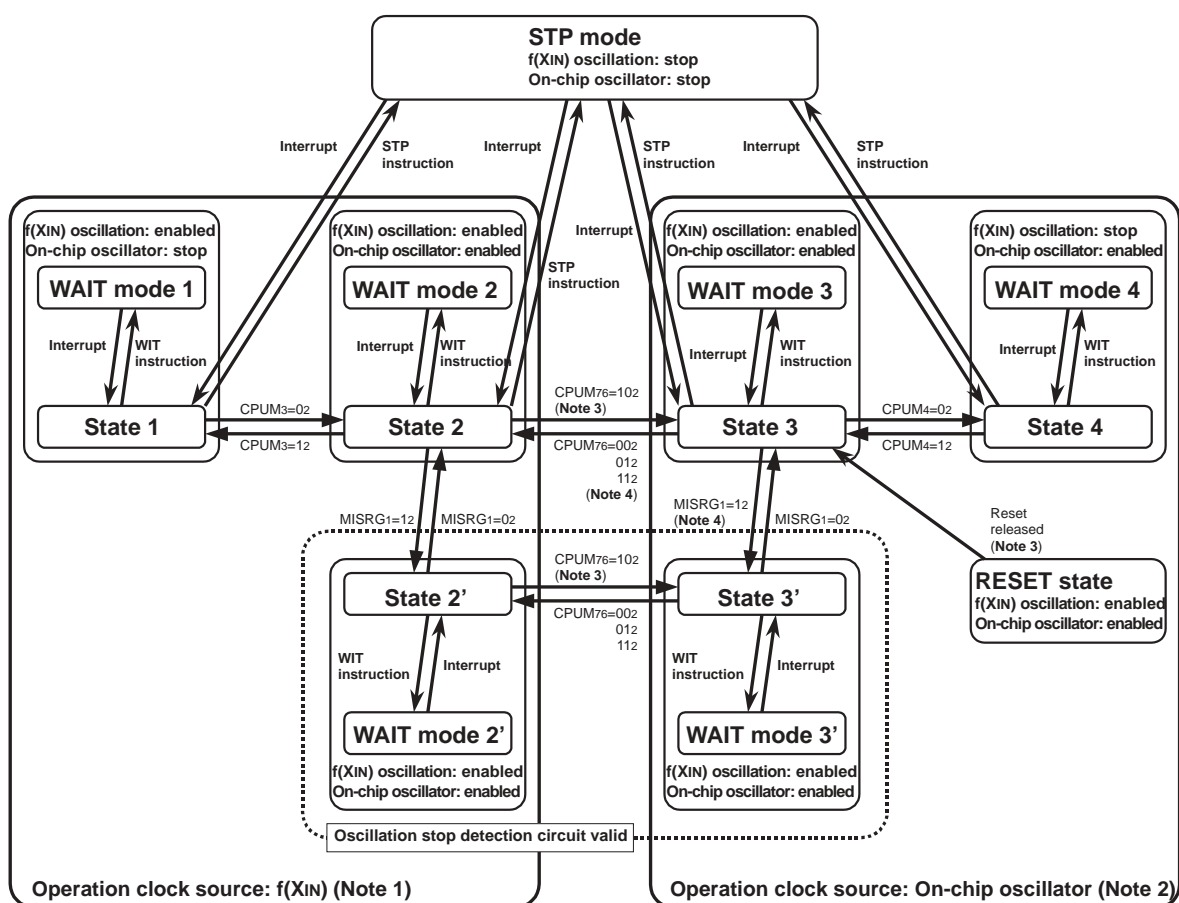 STP mode
f(XIN) oscillation: stop
On-chip oscillator: stop
Interrupt
STP
instruction
Interrupt
STP
instruction
Interrupt
STP
instruction
Interrupt
STP
instruction
f(XIN) oscillation: enabled
On-chip oscillator: stop
WAIT mode 1
Interrupt
WIT
instruction
State 1
f(XIN) oscillation: enabled
On-chip oscillator: enabled
WAIT mode 2
Interrupt
WIT
instruction
State 2
f(XIN) oscillation: enabled
On-chip oscillator: enabled
WAIT mode 3
Interrupt
WIT
instruction
State 3
f(XIN) oscillation: stop
On-chip oscillator: enabled
WAIT mode 4
Interrupt
WIT
instruction
State 4
CPUM3=02
CPUM3=12
CPUM76=102
(Note 3)
CPUM76=002
012
112
(Note 4)
CPUM4=02
CPUM4=12
MISRG1=12
MISRG1=02
MISRG1=12
(Note 4)
MISRG1=02
Reset
released
(Note 3)
RESET state
f(XIN) oscillation: enabled
On-chip oscillator: enabled
State 2’
CPUM76=102
(Note 3)
CPUM76=002
012
112
State 3’
WIT
instruction
Interrupt
WIT
instruction
Interrupt
WAIT mode 2’
f(XIN) oscillation: enabled
On-chip oscillator: enabled
WAIT mode 3’
f(XIN) oscillation: enabled
On-chip oscillator: enabled
Oscillation stop detection circuit valid
Operation clock source: f(XIN) (Note 1)
Operation clock source: On-chip oscillator (Note 2)